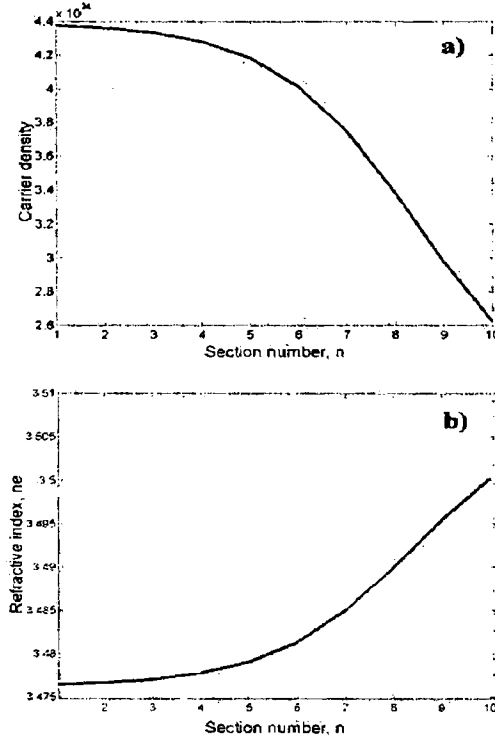 4.4 × 10^34
a)
4.2
4
3.8
3.6
3.4
3.2
3
2.8
2.6
Carrier density
1 2 3 4 5 6 7 8 9 10
Section number, n
3.51
b)
3.505
3.5
3.495
3.49
3.485
3.48
3.475
Refractive index, ne
2 3 4 5 6 7 8 9 10
Section number, n